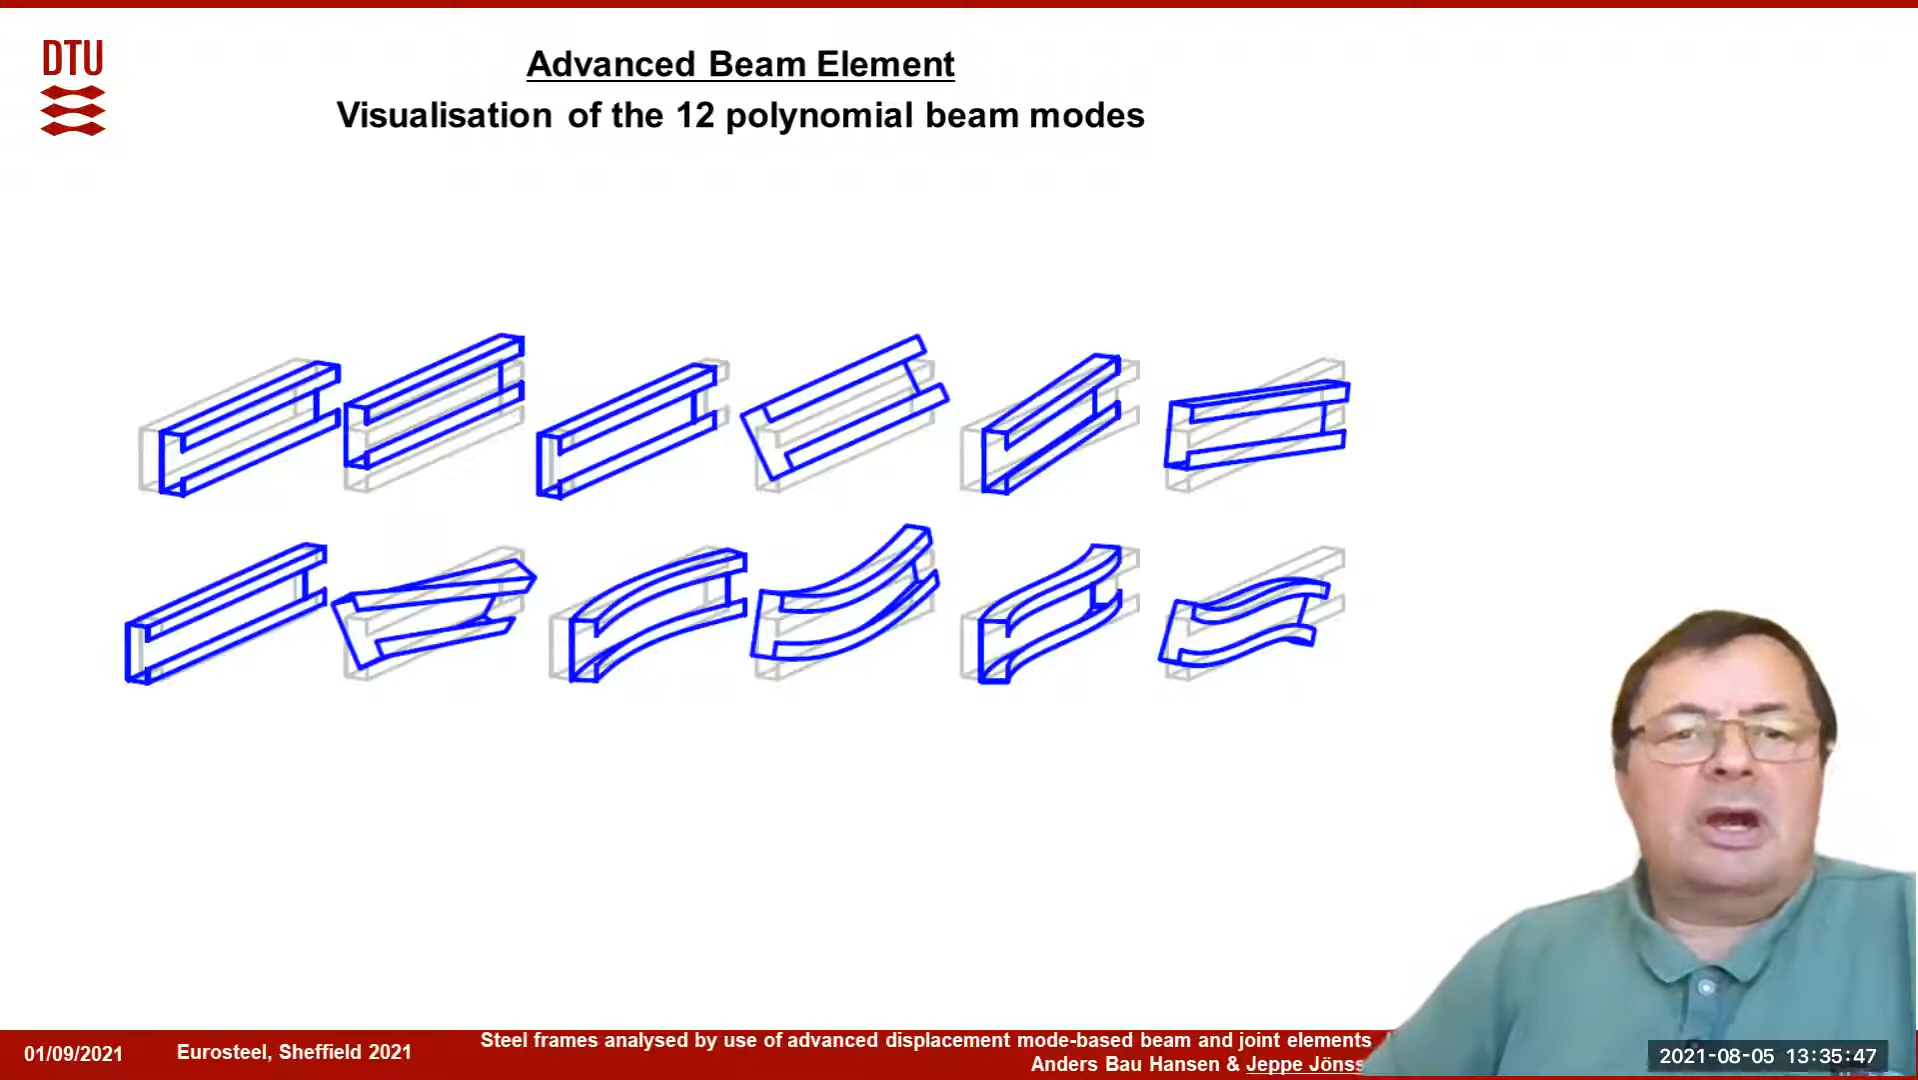 DTU
Advanced Beam Element
Visualisation of the 12 polynomial beam modes
01/09/2021
Eurosteel, Sheffield 2021
Steel frames analysed by use of advanced displacement mode-based beam and joint elements
Anders Bau Hansen & Jeppe Jönss
2021-08-05 13:35:47